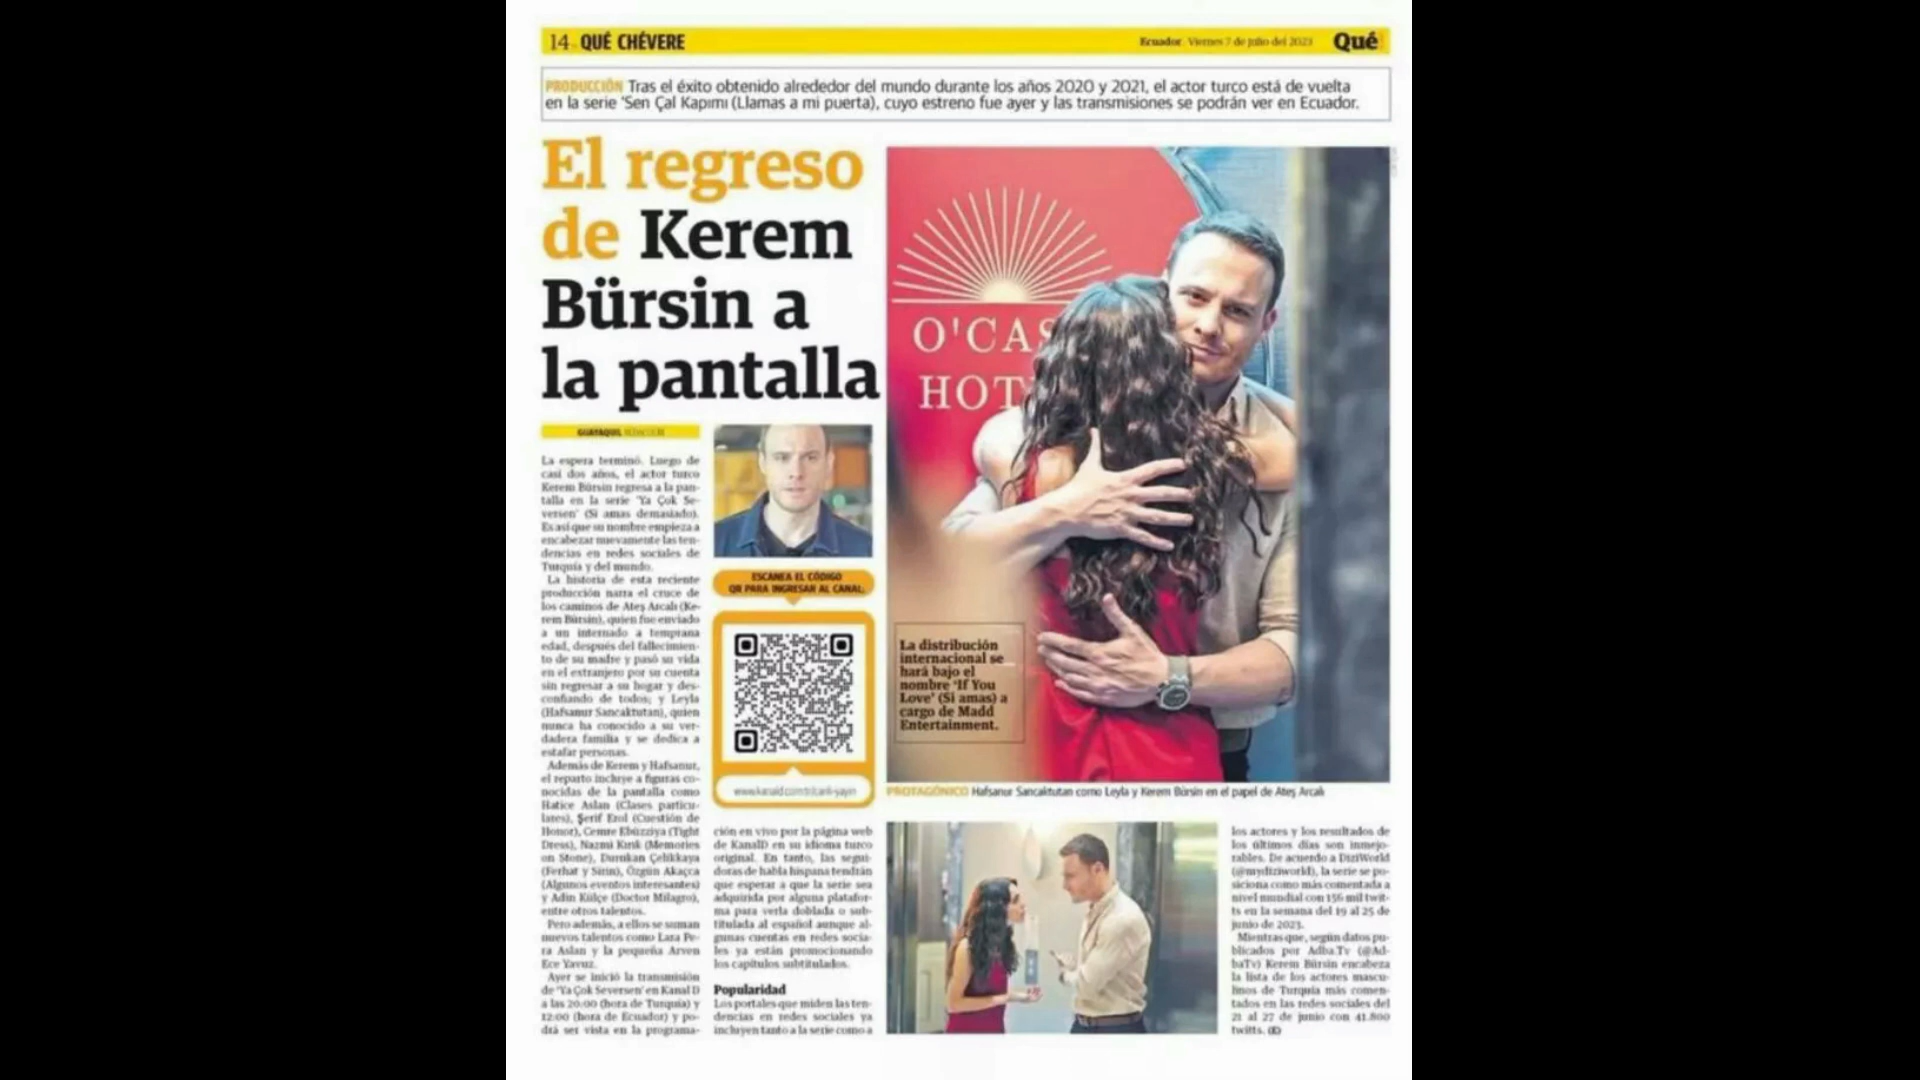 14 QUÉ CHÉVERE
Ecuador. Viernes 7 de julio del 2023
Qué
PRODUCCIÓN Tras el éxito obtenido alrededor del mundo durante los años 2020 y 2021, el actor turco está de vuelta
en la serie 'Sen Çal Kapımı (Llamas a mi puerta), cuyo estreno fue ayer y las transmisiones se podrán ver en Ecuador.
El regreso
de Kerem
Bürsin a
la pantalla
GUAYAQUIL
La espera terminó. Luego de
casi dos años, el actor turco
Kerem Bürsin regresa a la pan-
talla en la serie 'Ya Çok Se-
versen' (Si amas demasiado).
Es así que su nombre empieza a
encabezar nuevamente las ten-
dencias en redes sociales de
Turquía y del mundo.
La historia de esta reciente
producción narra el cruce de
los caminos de Ateş Arcalı (Ke-
rem Bürsin), quien fue enviado
a un internado a temprana
edad, después del fallecimien-
to de su madre y pasó su vida
en el extranjero por su cuenta
sin regresar a su hogar y des-
confiando de todos; y Leyla
(Hafsanur Sancaktutan), quien
nunca ha conocido a su ver-
dadera familia y se dedica a
estafar personas.
Además de Kerem y Hafsanur,
el reparto incluye a figuras co-
nocidas de la pantalla como
Hatice Aslan (Clases particu-
lares), Şerif Erol (Cuestión de
Honor), Cemre Ebüzziya (Tight
Dress), Nazmi Kırık (Memories
on Stone), Durukan Çelikkaya
(Ferhat y Sirin), Özgün Akaçca
(Algunos eventos interesantes)
y Adin Külçe (Doctor Milagro),
entre otros talentos.
Pero además, a ellos se suman
nuevos talentos como Lara Pe-
ra Aslan y la pequeña Arven
Ece Yavuz.
Ayer se inició la transmisión
de 'Ya Çok Seversen' en Kanal D
a las 20:00 (hora de Turquía) y
12:00 (hora de Ecuador) y po-
drá ser vista en la programa-
ESCANEA EL CÓDIGO
QR PARA INGRESAR AL CANAL:
www.kanald.com.tr/canli-yayin
ción en vivo por la página web
de KanalD en su idioma turco
original. En tanto, las segui-
doras de habla hispana tendrán
que esperar a que la serie sea
adquirida por alguna platafor-
ma para verla doblada o sub-
titulada al español aunque al-
gunas cuentas en redes socia-
les ya están promocionando
los capítulos subtitulados.
Popularidad
Los portales que miden las ten-
dencias en redes sociales ya
incluyen tanto a la serie como a
O'CAS
HOT
La distribución
internacional se
hará bajo el
nombre 'If You
Love' (Si amas) a
cargo de Madd
Entertainment.
PROTAGÓNICO Hafsanur Sancaktutan como Leyla y Kerem Bürsin en el papel de Ateş Arcalı
los actores y los resultados de
los últimos días son inmejo-
rables. De acuerdo a DiziWorld
(@mydiziworld), la serie se po-
siciona como más comentada a
nivel mundial con 156 mil twit-
ts en la semana del 19 al 25 de
junio de 2023.
Mientras que, según datos pu-
blicados por Adba.Tv (@Ad-
baTv) Kerem Bürsin encabeza
la lista de los actores mascu-
linos de Turquía más comen-
tados en las redes sociales del
21 al 27 de junio con 41.800
twitts.